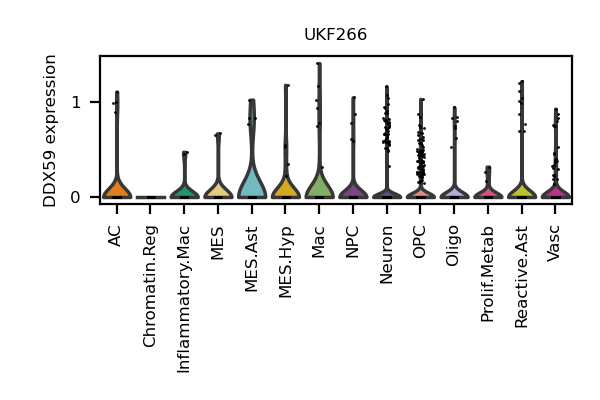 UKF266
DDX59 expression
1
0
AC
Chromatin.Reg
Inflammatory.Mac
MES
MES.Ast
MES.Hyp
Mac
NPC
Neuron
OPC
Oligo
Prolif.Metab
Reactive.Ast
Vasc